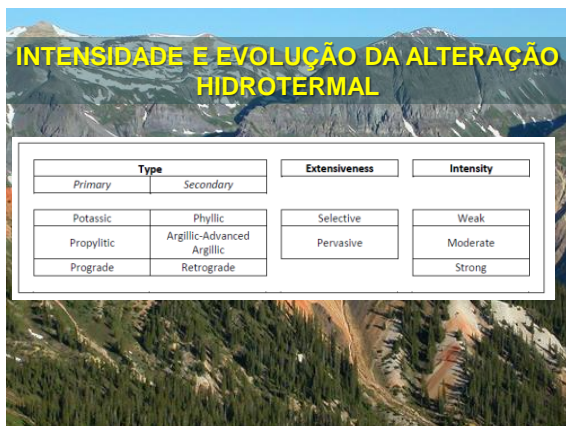 INTENSIDADE E EVOLUÇÃO DA ALTERAÇÃO
HIDROTERMAL
Type Extensiveness Intensity
Primary Secondary
Potassic Phyllic Selective Weak
Propylitic Argillic-Advanced Argillic Pervasive Moderate
Prograde Retrograde Strong